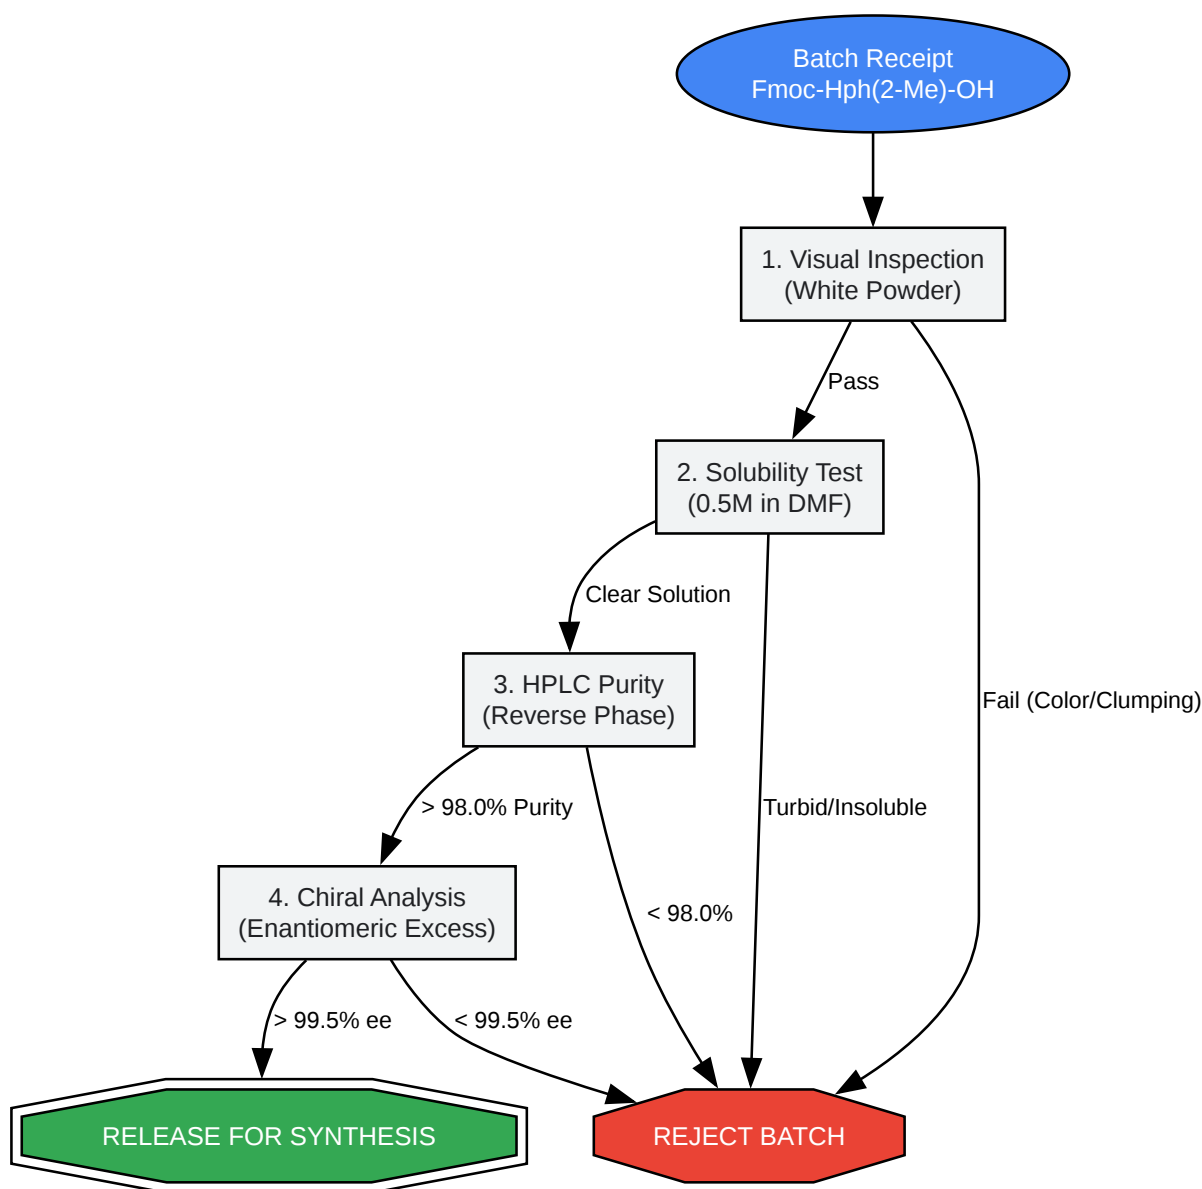 Batch Receipt
Fmoc-Hph(2-Me)-OH
1. Visual Inspection
(White Powder)
Pass
2. Solubility Test
(0.5M in DMF)
Clear Solution
3. HPLC Purity
(Reverse Phase)
Fail (Color/Clumping)
> 98.0% Purity
Turbid/Insoluble
4. Chiral Analysis
(Enantiomeric Excess)
< 98.0%
> 99.5% ee
< 99.5% ee
RELEASE FOR SYNTHESIS
REJECT BATCH